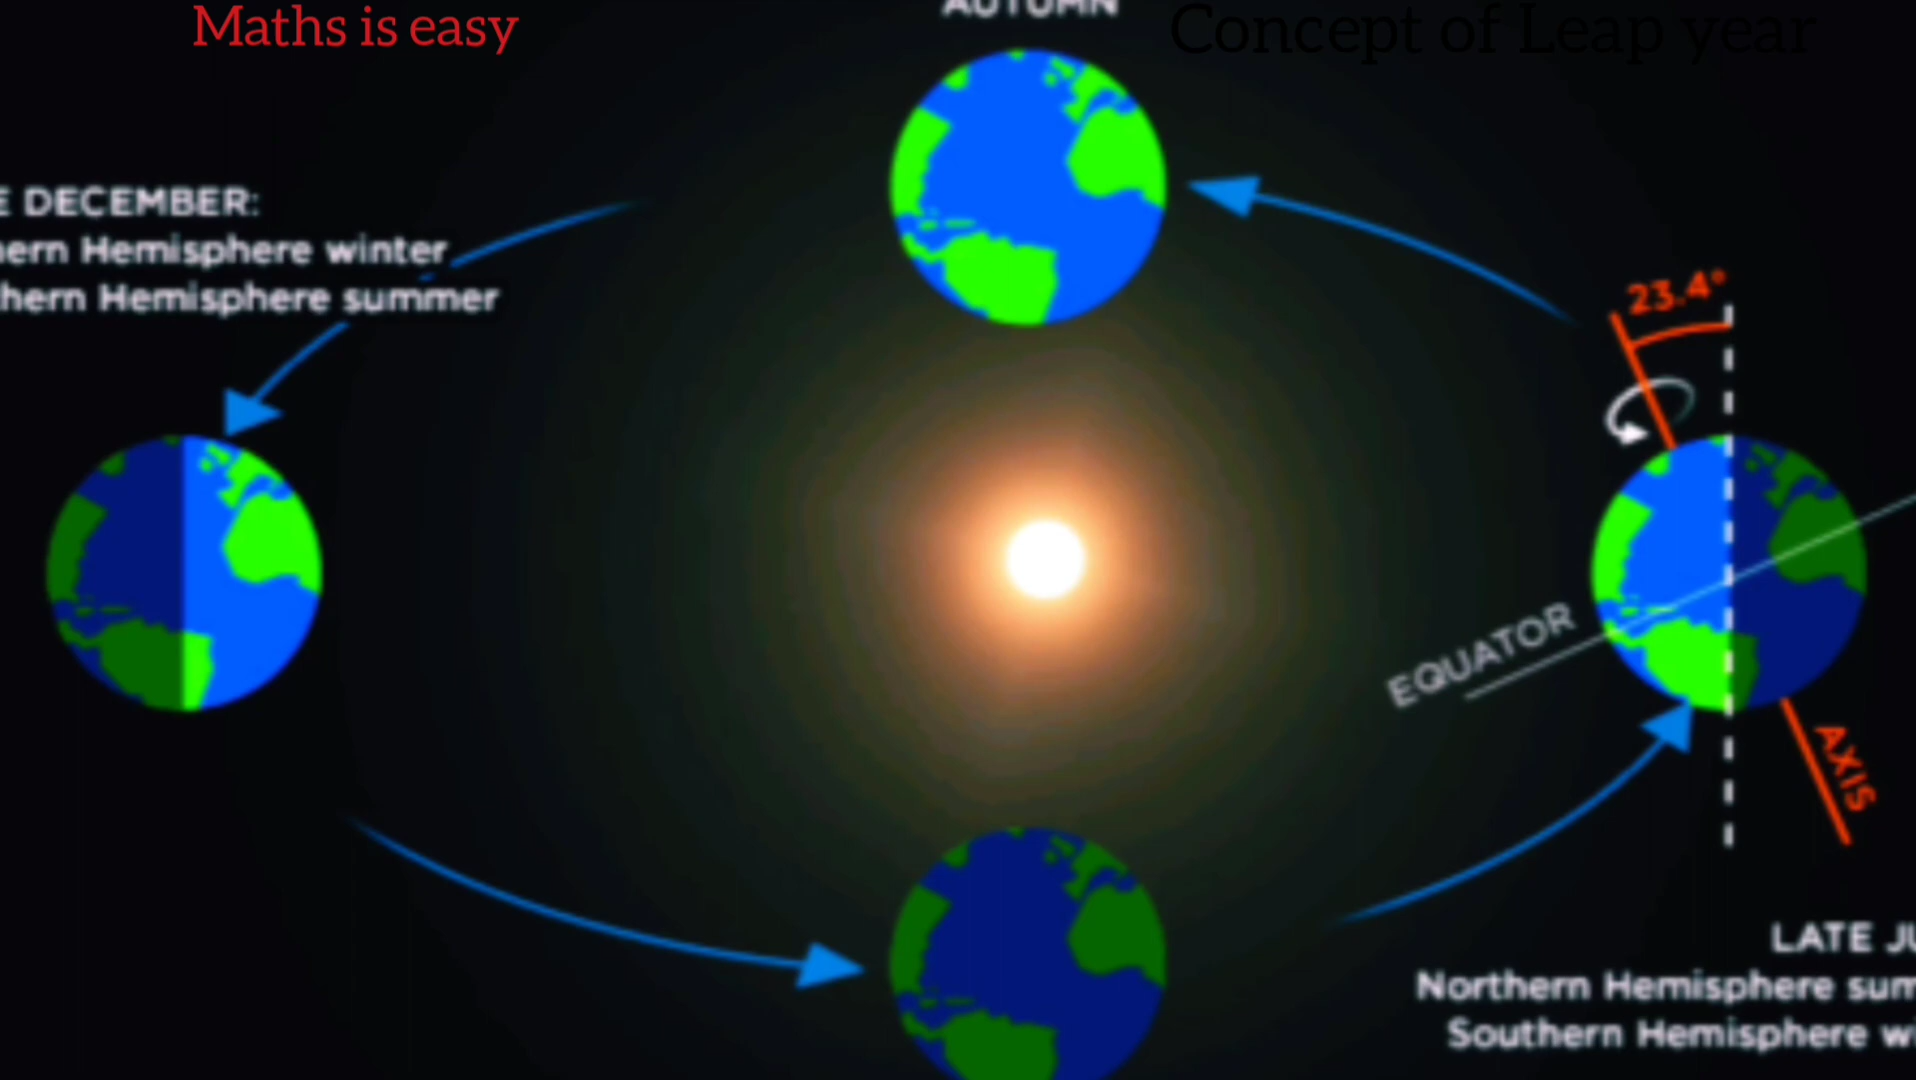 Maths is easy
AUTUMN
Concept of Leap year
DECEMBER:
Hemisphere winter
Hemisphere summer
23.4°
EQUATOR
AXIS
LATE
Northern Hemisphere
Southern Hemisphere